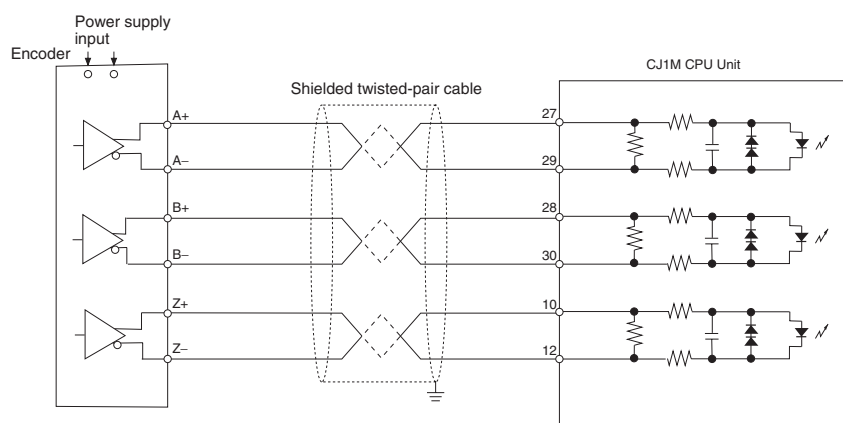 Power supply
input
Encoder
Shielded twisted-pair cable
CJ1M CPU Unit
A+
27
A−
29
B+
28
B−
30
Z+
10
Z−
12